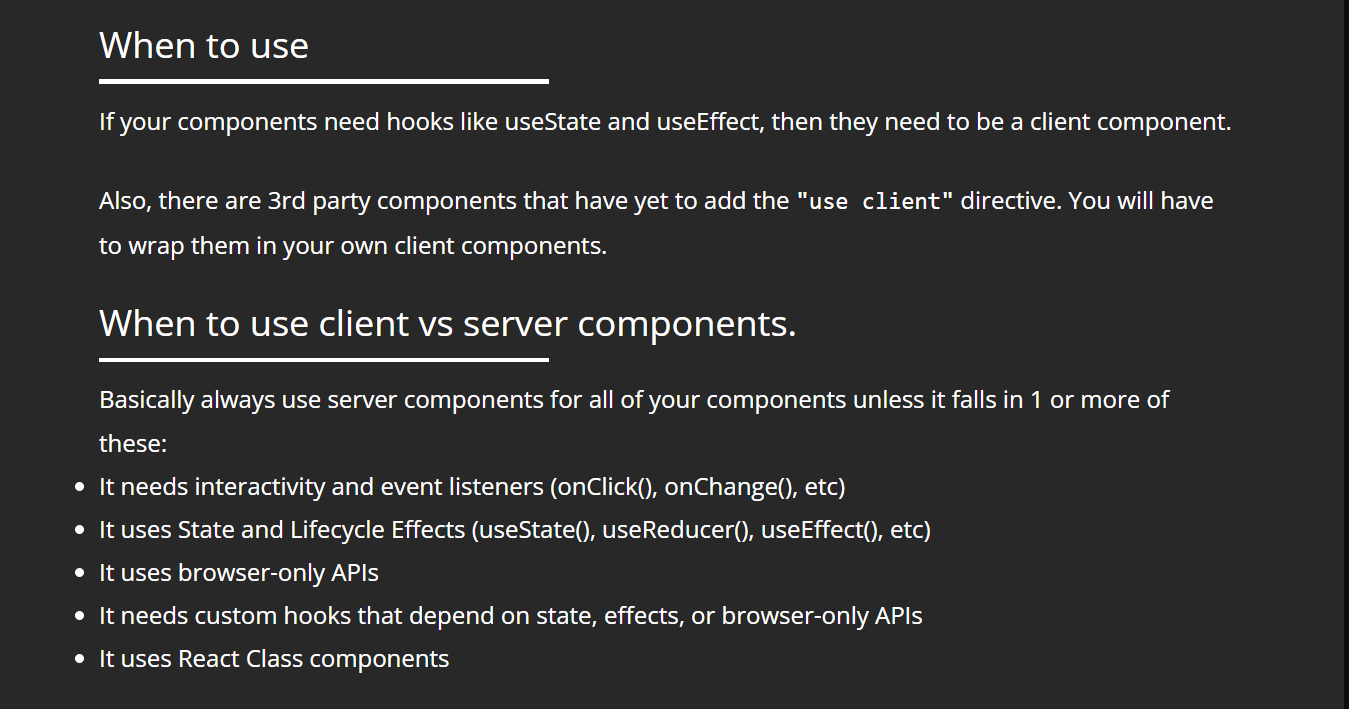 When to use
If your components need hooks like useState and useEffect, then they need to be a client component.
Also, there are 3rd party components that have yet to add the "use client" directive. You will have
to wrap them in your own client components.
When to use client vs server components.
Basically always use server components for all of your components unless it falls in 1 or more of
these:
• It needs interactivity and event listeners (onClick(), onChange(), etc)
• It uses State and Lifecycle Effects (useState(), useReducer(), useEffect(), etc)
• It uses browser-only APIs
• It needs custom hooks that depend on state, effects, or browser-only APIs
• It uses React Class components